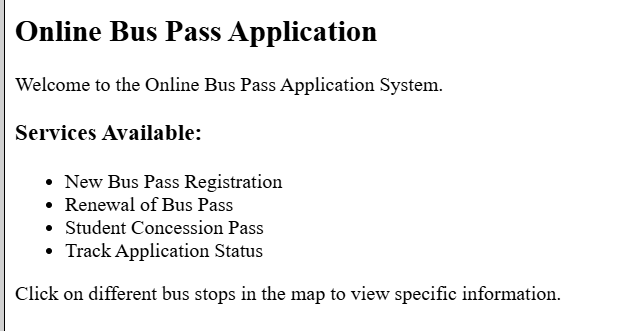 Online Bus Pass Application
Welcome to the Online Bus Pass Application System.
Services Available:
• New Bus Pass Registration
• Renewal of Bus Pass
• Student Concession Pass
• Track Application Status
Click on different bus stops in the map to view specific information.